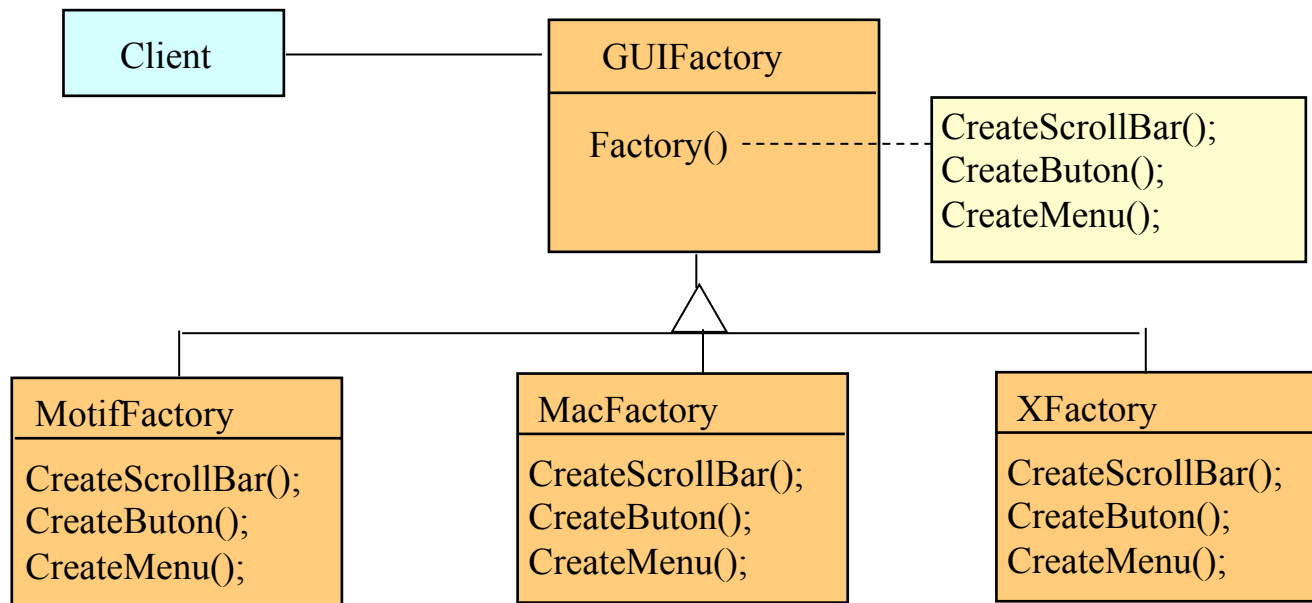 Client
GUIFactory
Factory()
CreateScrollBar();
CreateButon();
CreateMenu();
MotifFactory
CreateScrollBar();
CreateButon();
CreateMenu();
MacFactory
CreateScrollBar();
CreateButon();
CreateMenu();
XFactory
CreateScrollBar();
CreateButon();
CreateMenu();